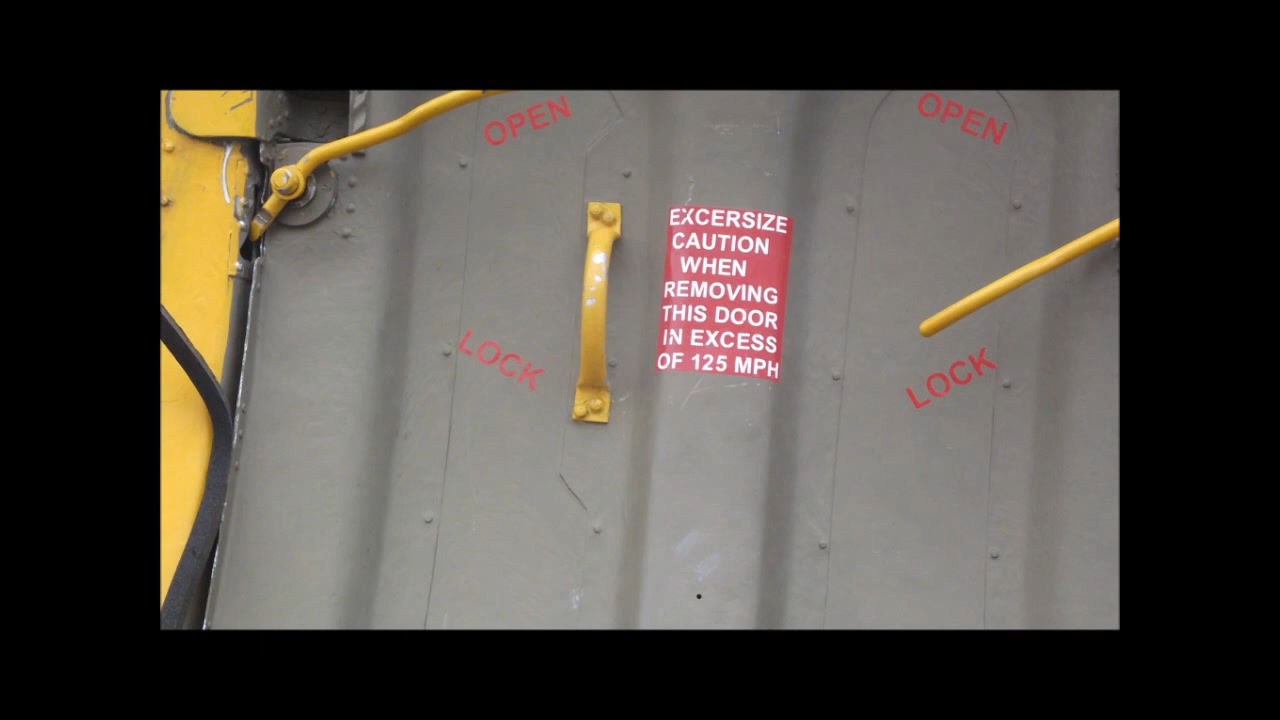 OPEN
OPEN
EXCERSIZE
CAUTION
WHEN
REMOVING
THIS DOOR
IN EXCESS
OF 125 MPH
LOCK
LOCK